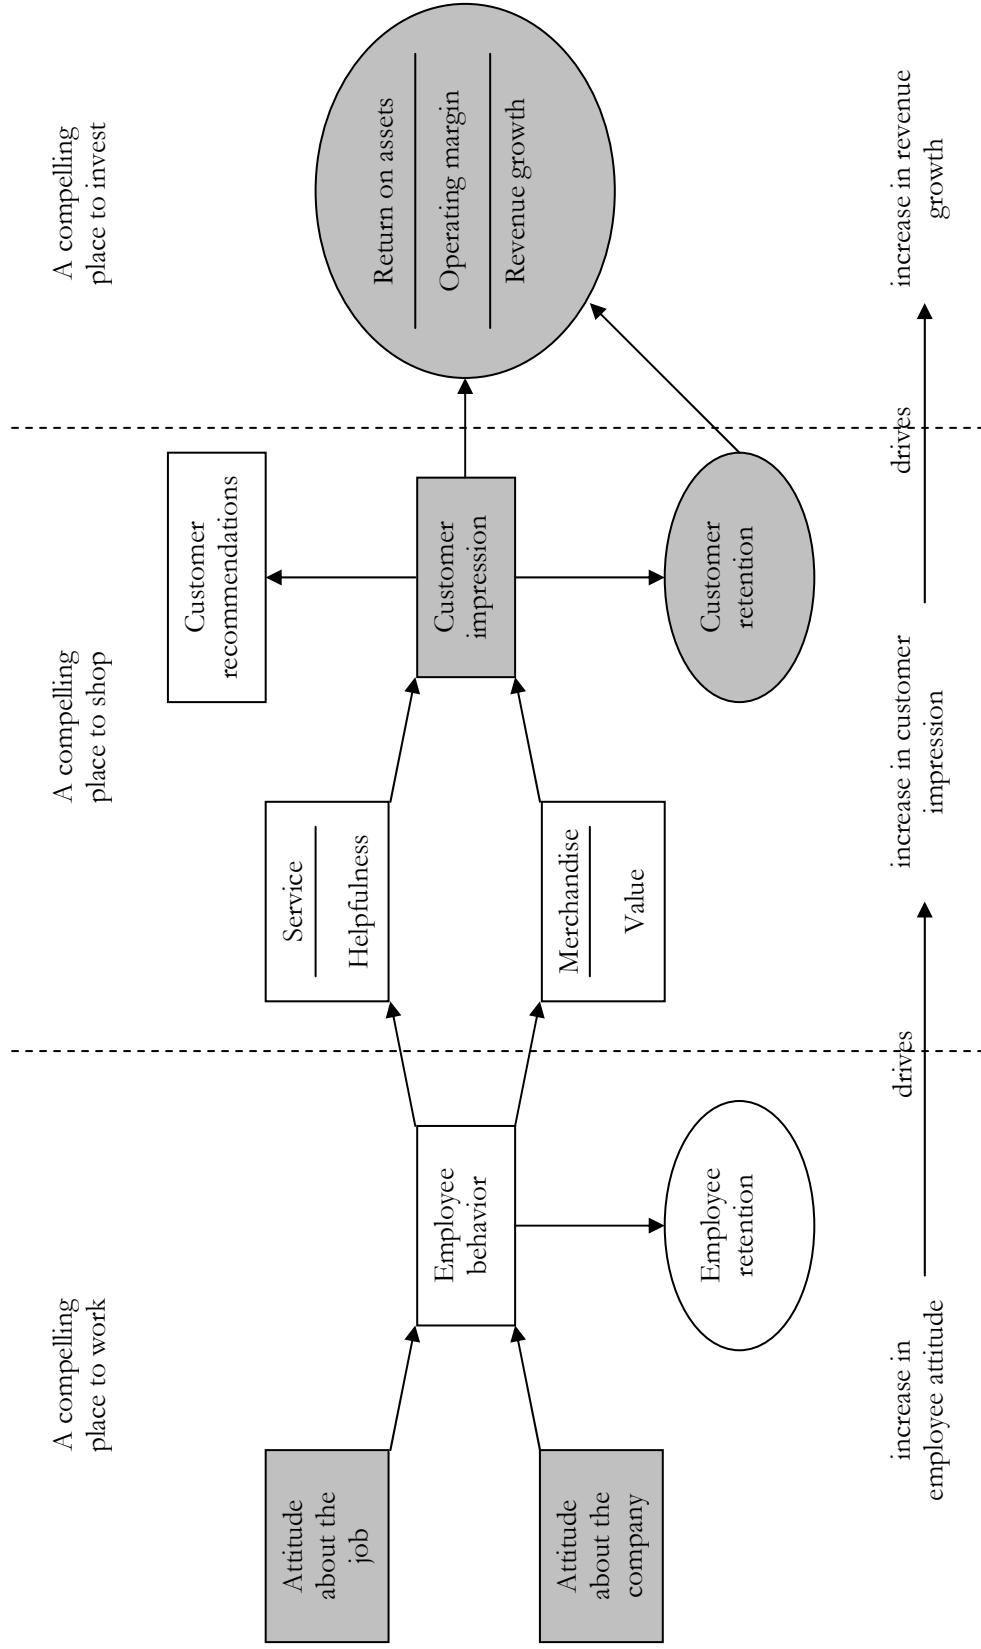 A compelling
place to work
A compelling
place to shop
A compelling
place to invest
Attitude
about the
job
Attitude
about the
company
Employee
behavior
Employee
retention
Service
Helpfulness
Merchandise
Value
Customer
recommendations
Customer
impression
Customer
retention
Return on assets
Operating margin
Revenue growth
increase in
employee attitude
drives
increase in customer
impression
drives
increase in revenue
growth